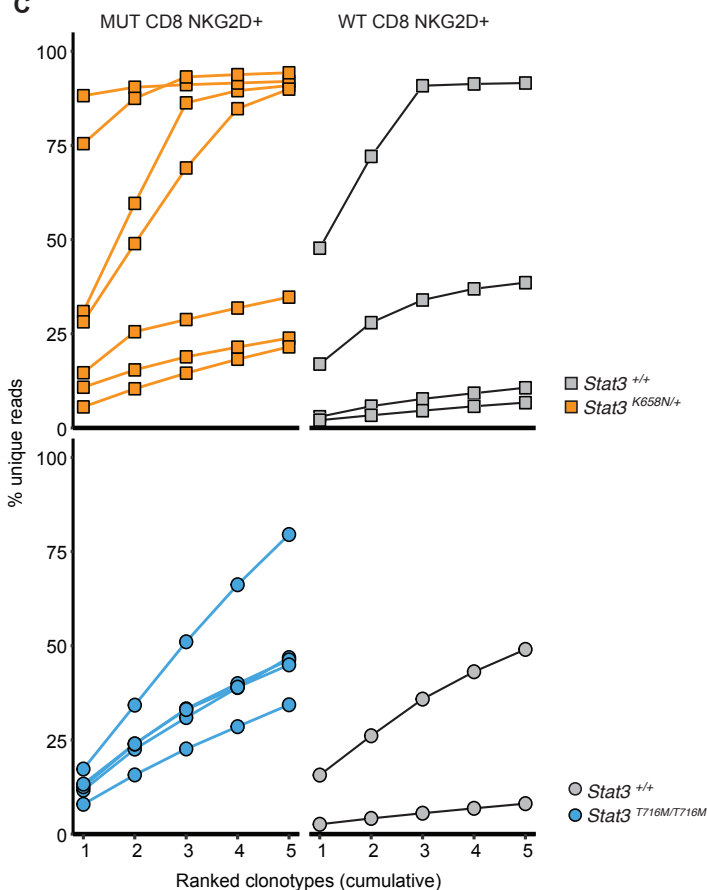 C
MUT CD8 NKG2D+
WT CD8 NKG2D+
100
75
50
25
0
Stat3 +/+
Stat3 K658N/+
% unique reads
100
75
50
25
0
Stat3 +/+
Stat3 T716M/T716M
1 2 3 4 5
1 2 3 4 5
Ranked clonotypes (cumulative)